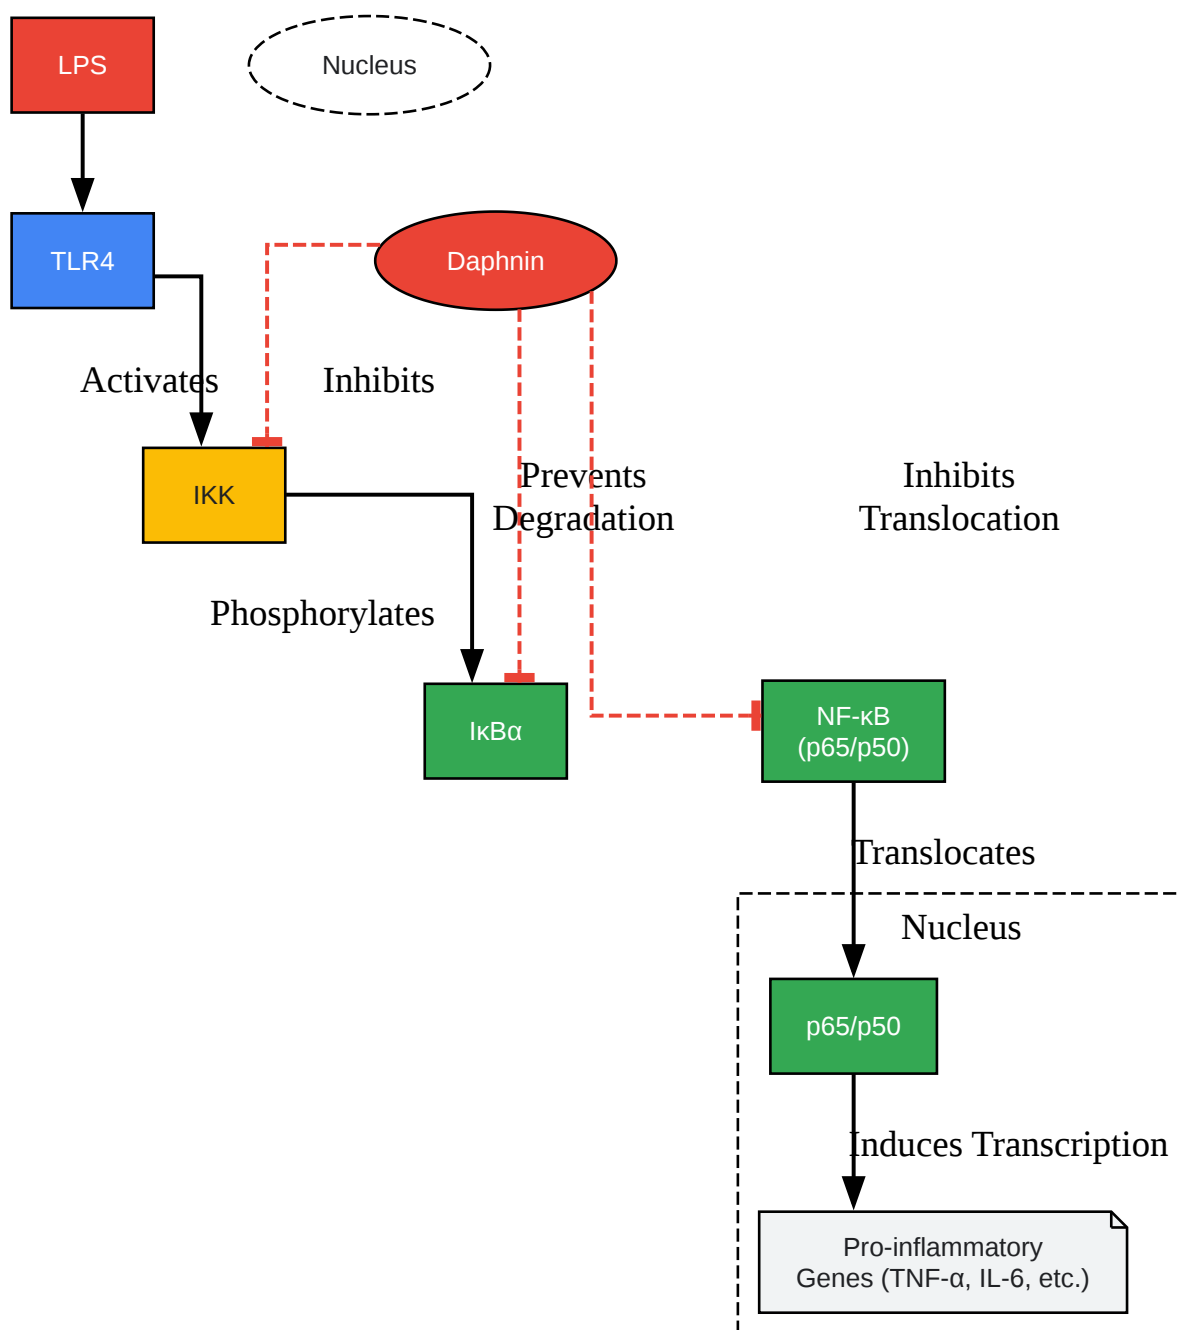 LPS
Nucleus
TLR4
Daphnin
Activates
Inhibits
IKK
Prevents
Degradation
Inhibits
Translocation
Phosphorylates
IκBα
NF-κB
(p65/p50)
Translocates
Nucleus
p65/p50
Induces Transcription
Pro-inflammatory
Genes (TNF-α, IL-6, etc.)